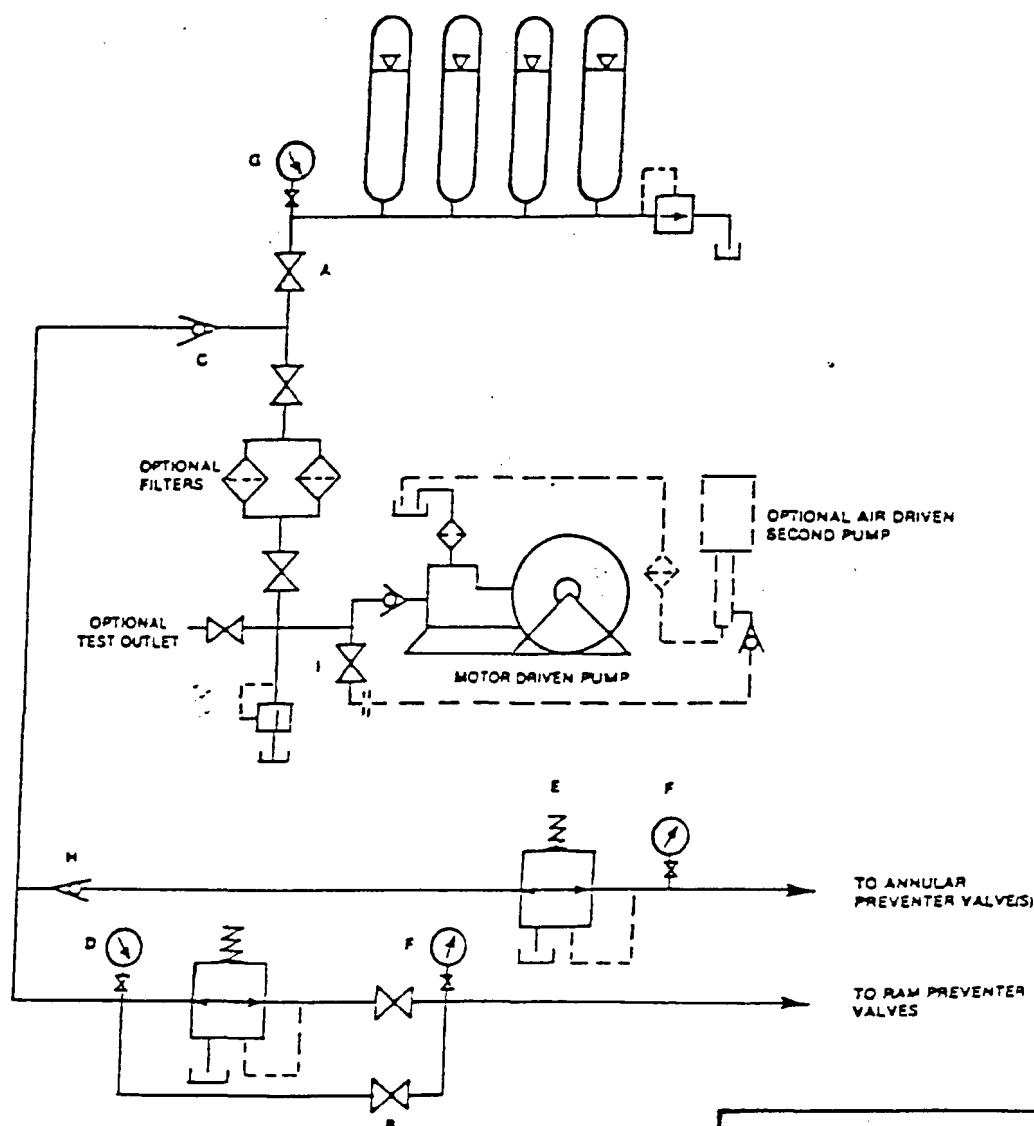 G
A
C
OPTIONAL
FILTERS
OPTIONAL AIR DRIVEN
SECOND PUMP
OPTIONAL
TEST OUTLET
I
MOTOR DRIVEN PUMP
E
F
H
TO ANNULAR
PREVENTER VALVE(S)
D
F
TO RAM PREVENTER
VALVES